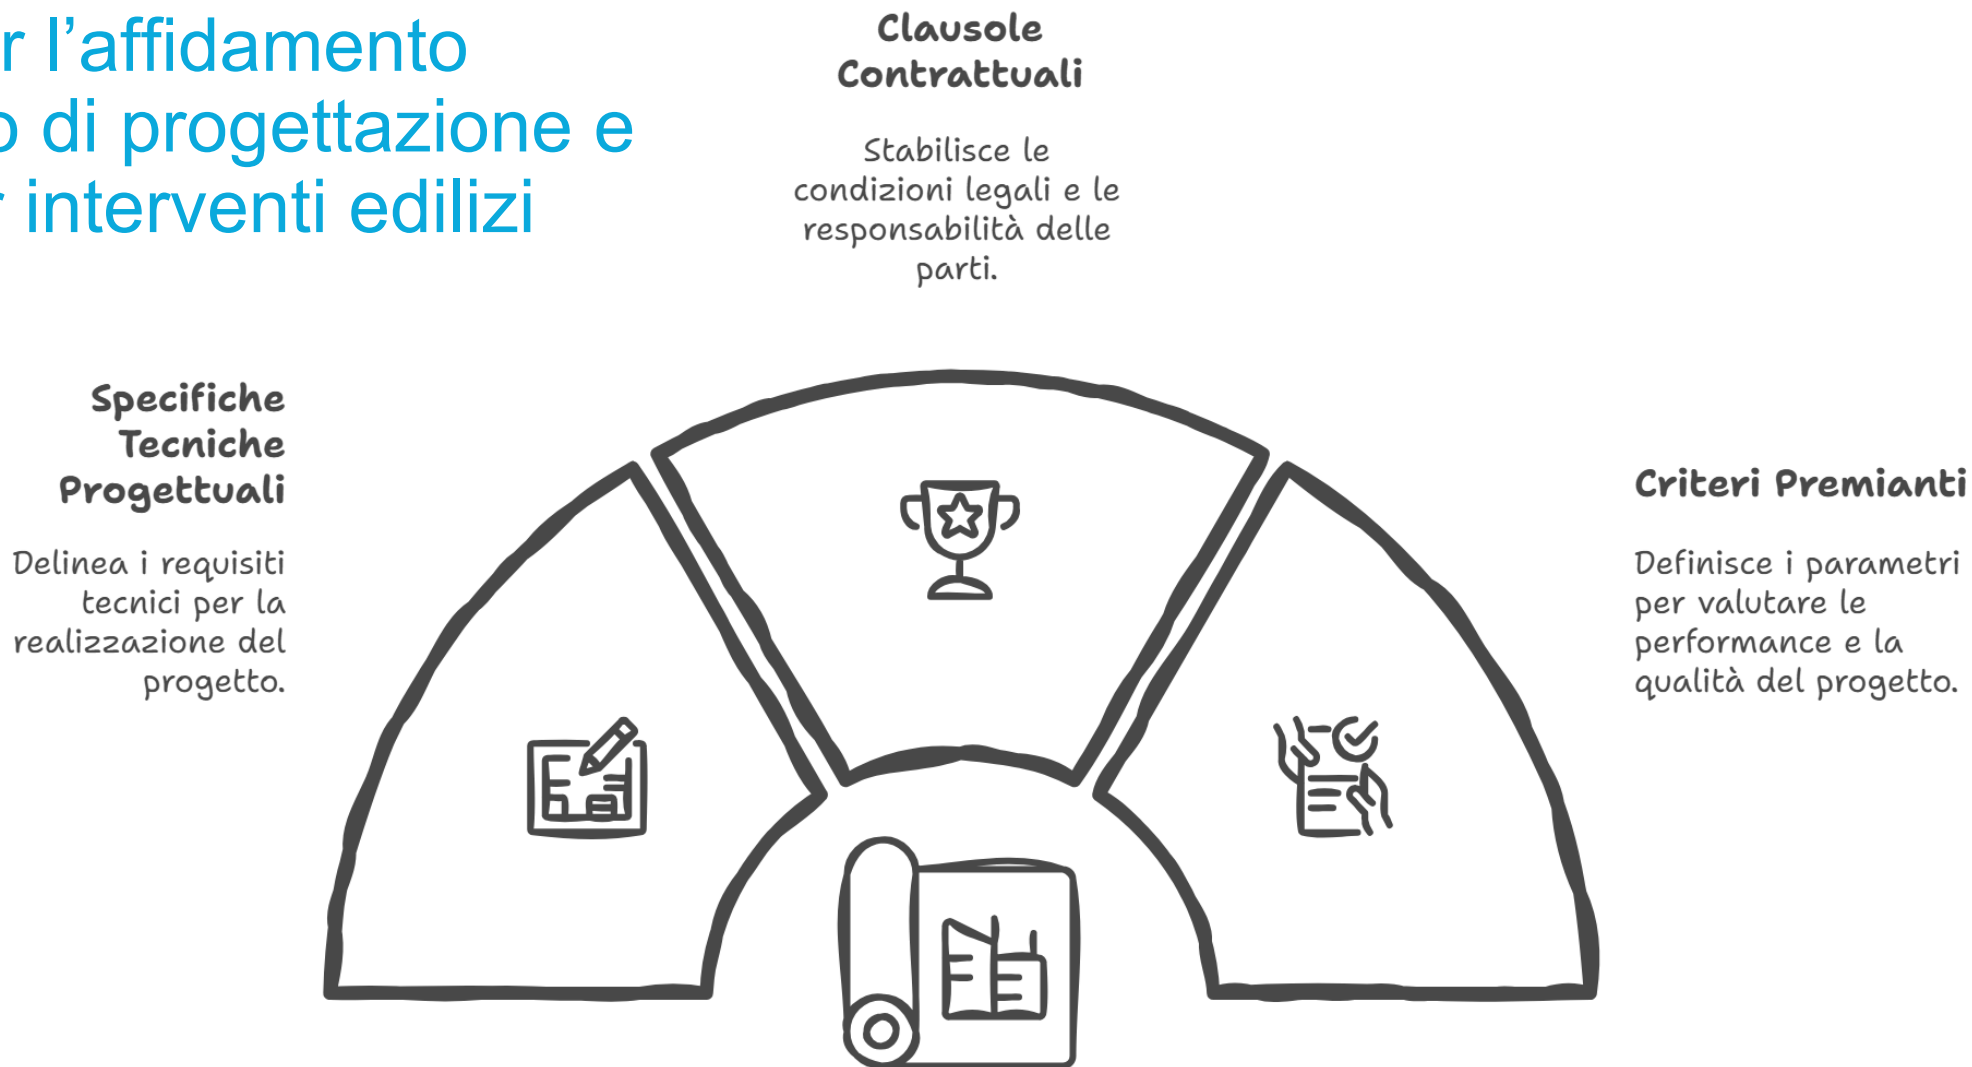 r l’affidamento
o di progettazione e
r interventi edilizi
Clausole
Contrattuali
Stabilisce le
condizioni legali e le
responsabilità delle
parti.
Specifiche
Tecniche
Progettuali
Delinea i requisiti
tecnici per la
realizzazione del
progetto.
Criteri Premianti
Definisce i parametri
per valutare le
performance e la
qualità del progetto.